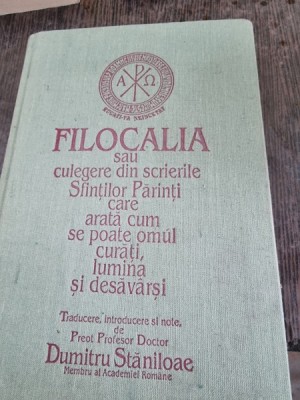 Α Ω
FILOCALIA
sau
culegere din scrierile
Sfinților Părinți
care
arată cum
se poate omul
curăți,
lumina
și desăvârși
Traducere, introducere si note,
de
Preot Profesor Doctor
Dumitru Stăniloae
Membru al Academiei Române